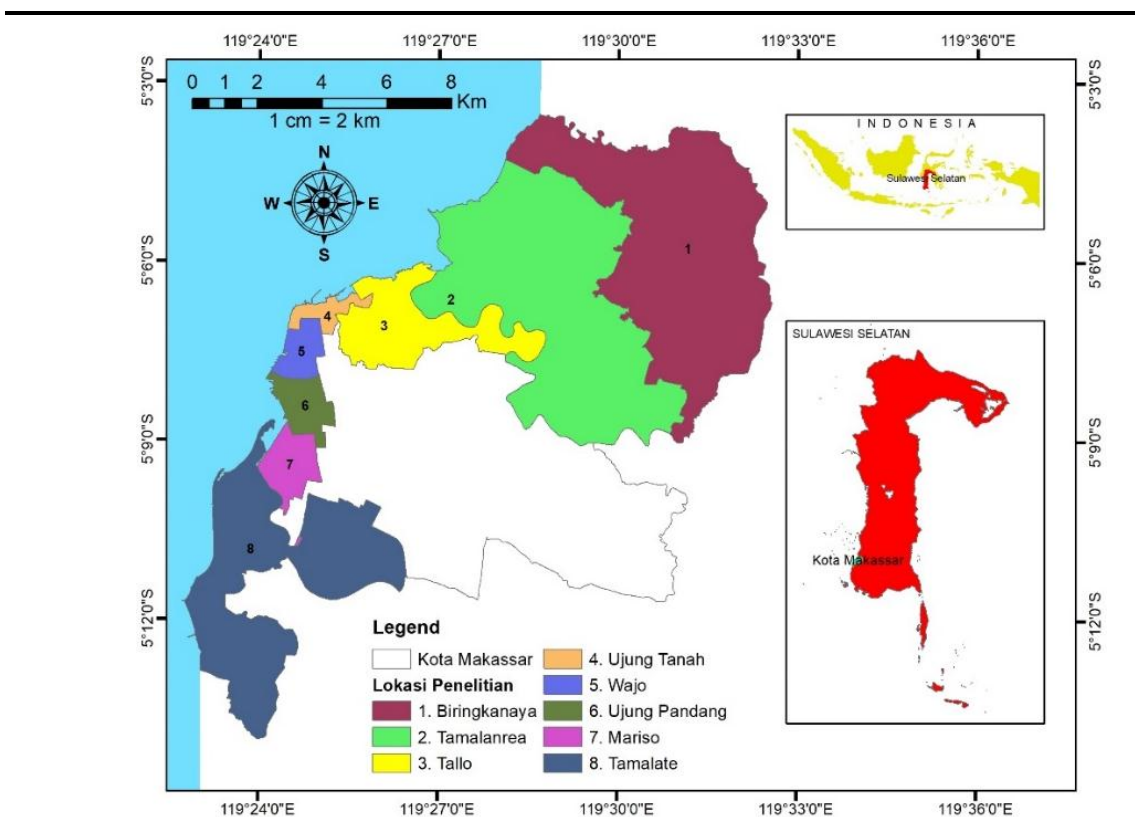 119°24'0"E 119°27'0"E 119°30'0"E 119°33'0"E 119°36'0"E
5°3'0"S 5°3'0"S
0 1 2 4 6 8
Km
1 cm = 2 km
N
W E
S
INDONESIA
Sulawesi Selatan
5°6'0"S 5°6'0"S
1
2
3
4
5
6
7
8
SULAWESI SELATAN
Kota Makassar
5°9'0"S 5°9'0"S
5°12'0"S 5°12'0"S
Legend
Kota Makassar
Lokasi Penelitian
1. Biringkanaya
2. Tamalanrea
3. Tallo
4. Ujung Tanah
5. Wajo
6. Ujung Pandang
7. Mariso
8. Tamalate
119°24'0"E 119°27'0"E 119°30'0"E 119°33'0"E 119°36'0"E